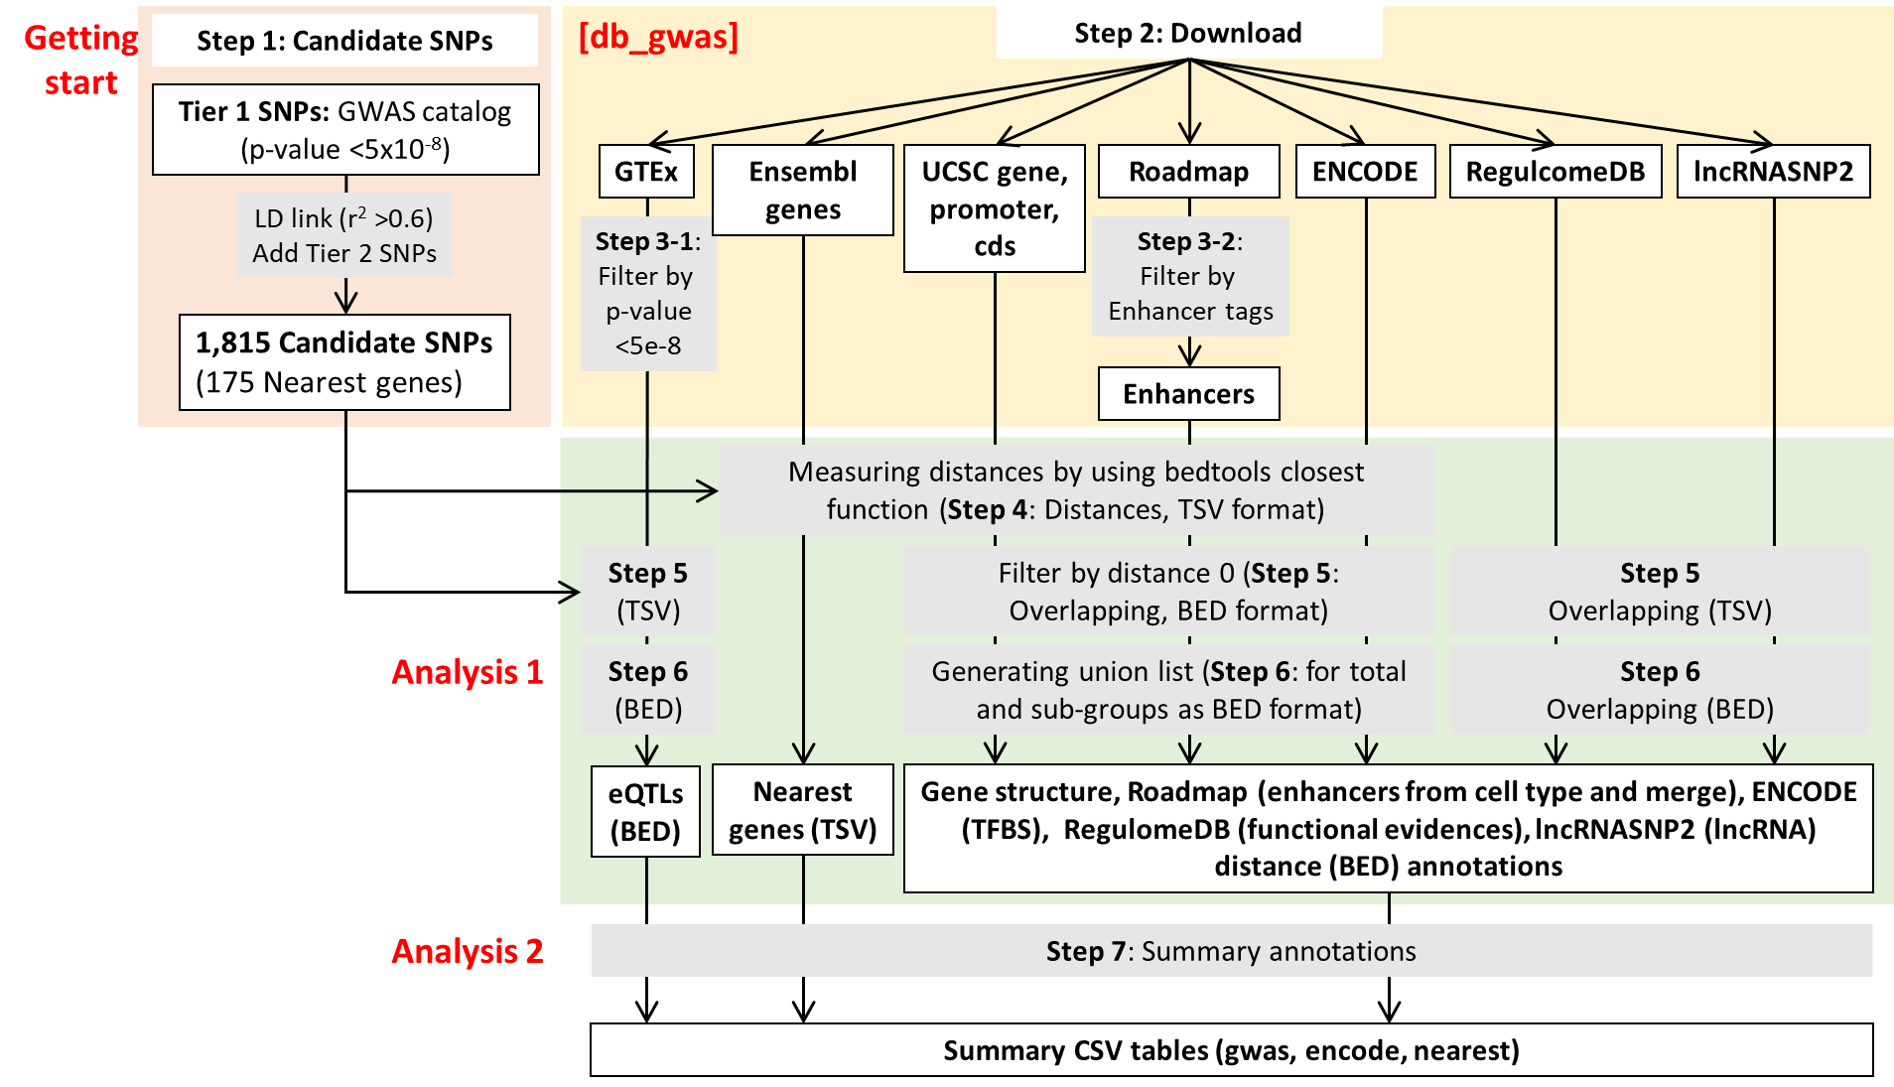 Getting
start
Step 1: Candidate SNPs
Tier 1 SNPs: GWAS catalog
(p-value <5x10-8)
LD link (r2 >0.6)
Add Tier 2 SNPs
1,815 Candidate SNPs
(175 Nearest genes)
[db_gwas]
Step 2: Download
GTEx
Ensembl
genes
UCSC gene,
promoter,
cds
Roadmap
ENCODE
RegulcomeDB
lncRNASNP2
Step 3-1:
Filter by
p-value
<5e-8
Step 3-2:
Filter by
Enhancer tags
Enhancers
Measuring distances by using bedtools closest
function (Step 4: Distances, TSV format)
Step 5
(TSV)
Filter by distance 0 (Step 5:
Overlapping, BED format)
Step 5
Overlapping (TSV)
Analysis 1
Step 6
(BED)
Generating union list (Step 6: for total
and sub-groups as BED format)
Step 6
Overlapping (BED)
eQTLs
(BED)
Nearest
genes (TSV)
Gene structure, Roadmap (enhancers from cell type and merge), ENCODE
(TFBS), RegulomeDB (functional evidences), lncRNASNP2 (lncRNA)
distance (BED) annotations
Analysis 2
Step 7: Summary annotations
Summary CSV tables (gwas, encode, nearest)